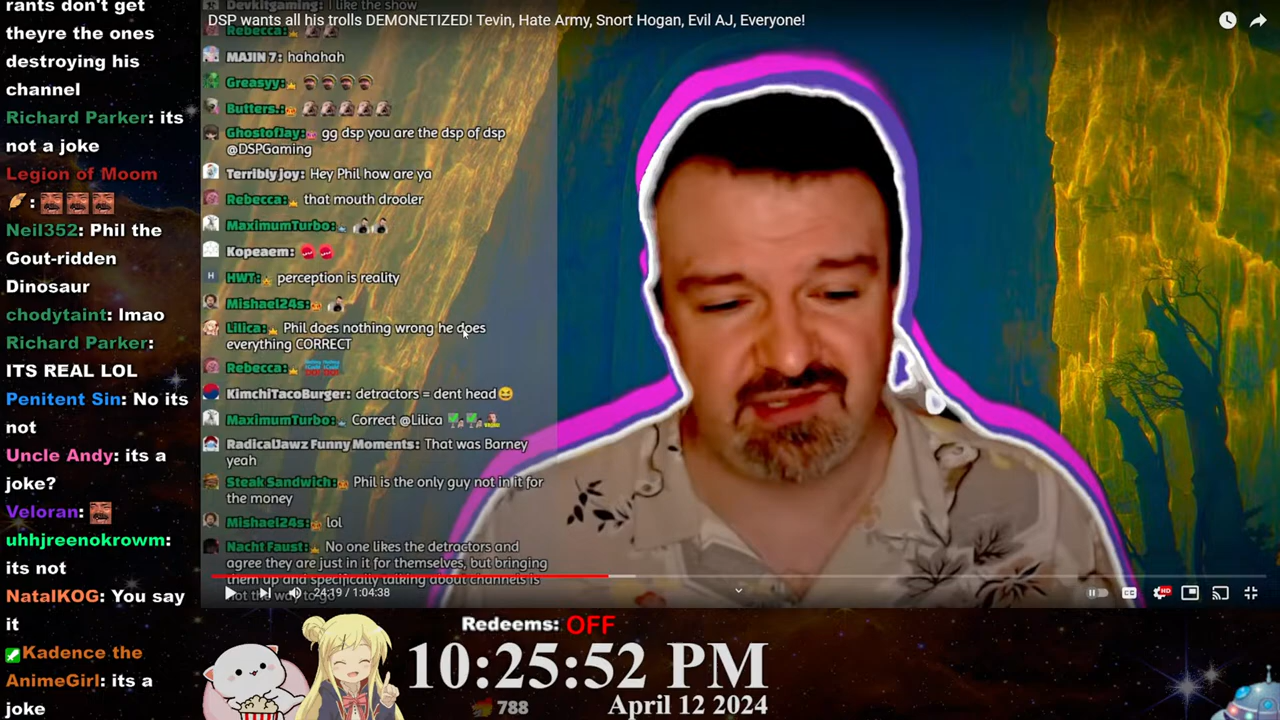 rants don't get
theyre the ones
destroying his
channel
Richard Parker: its
not a joke
Legion of Moom
:
Neil352: Phil the
Gout-ridden
Dinosaur
chodytaint: lmao
Richard Parker:
ITS REAL LOL
Penitent Sin: No its
not
Uncle Andy: its a
joke?
Veloran:
uhhjreenokrowm:
its not
NatalKOG: You say
it
Kadence the
AnimeGirl: its a
joke
DSP wants all his trolls DEMONETIZED! Tevin, Hate Army, Snort Hogan, Evil AJ, Everyone!
Devkitgaming: I like the show
Rebecca:
MAJIN 7: hahahah
Greasyy:
Butters.:
GhostofJay: gg dsp you are the dsp of dsp
@DSPGaming
Terribly Joy: Hey Phil how are ya
Rebecca: that mouth drooler
MaximumTurbo:
Kopeaem:
H HWT: perception is reality
Mishael24s:
Lilica: Phil does nothing wrong he does
everything CORRECT
Rebecca:
KimchiTacoBurger: detractors = dent head
MaximumTurbo: Correct @Lilica
RadicalJawz Funny Moments: That was Barney
yeah
Steak Sandwich: Phil is the only guy not in it for
the money
Mishael24s: lol
Nacht Faust: No one likes the detractors and
agree they are just in it for themselves, but bringing
them up and specifically talking about channels is
not the way to go
24:19 / 1:04:38
CC
HD
Redeems: OFF
10:25:52 PM
788
April 12 2024